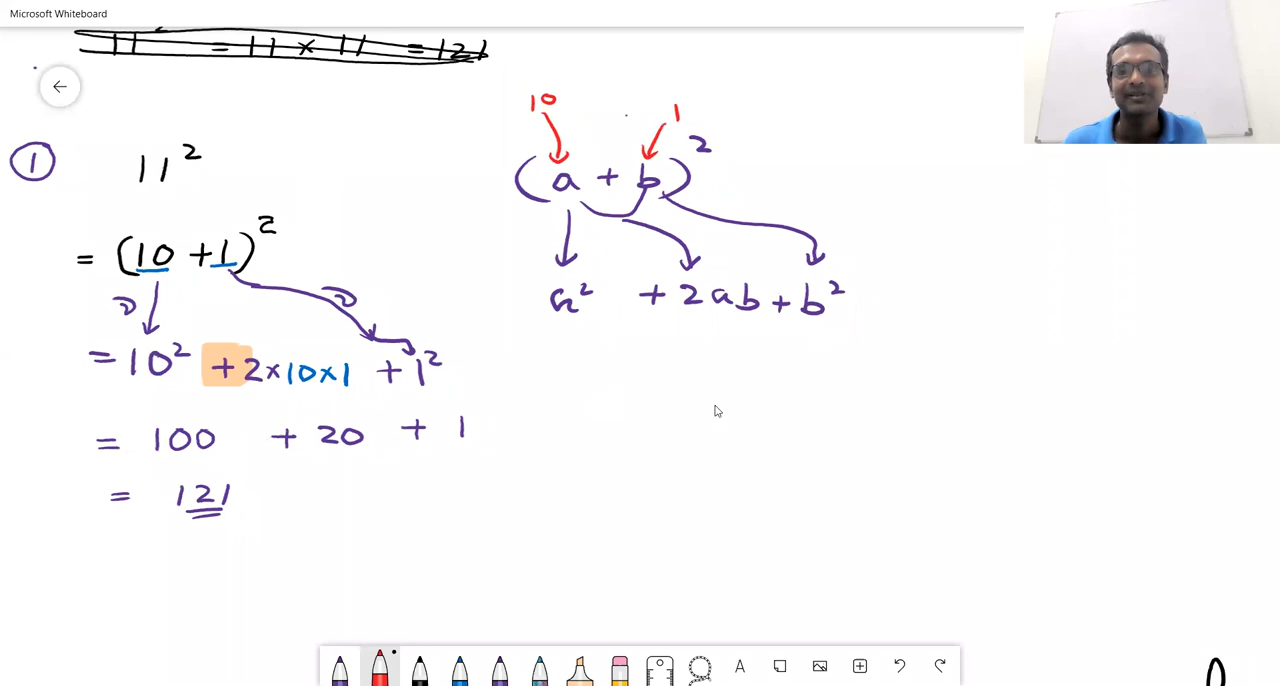 Microsoft Whiteboard
11 = 11 × 11 = 121
① 11²
= (10 + 1)²
= 10² + 2×10×1 + 1²
= 100 + 20 + 1
= 121
10 1
(a + b)²
a² + 2ab + b²
A